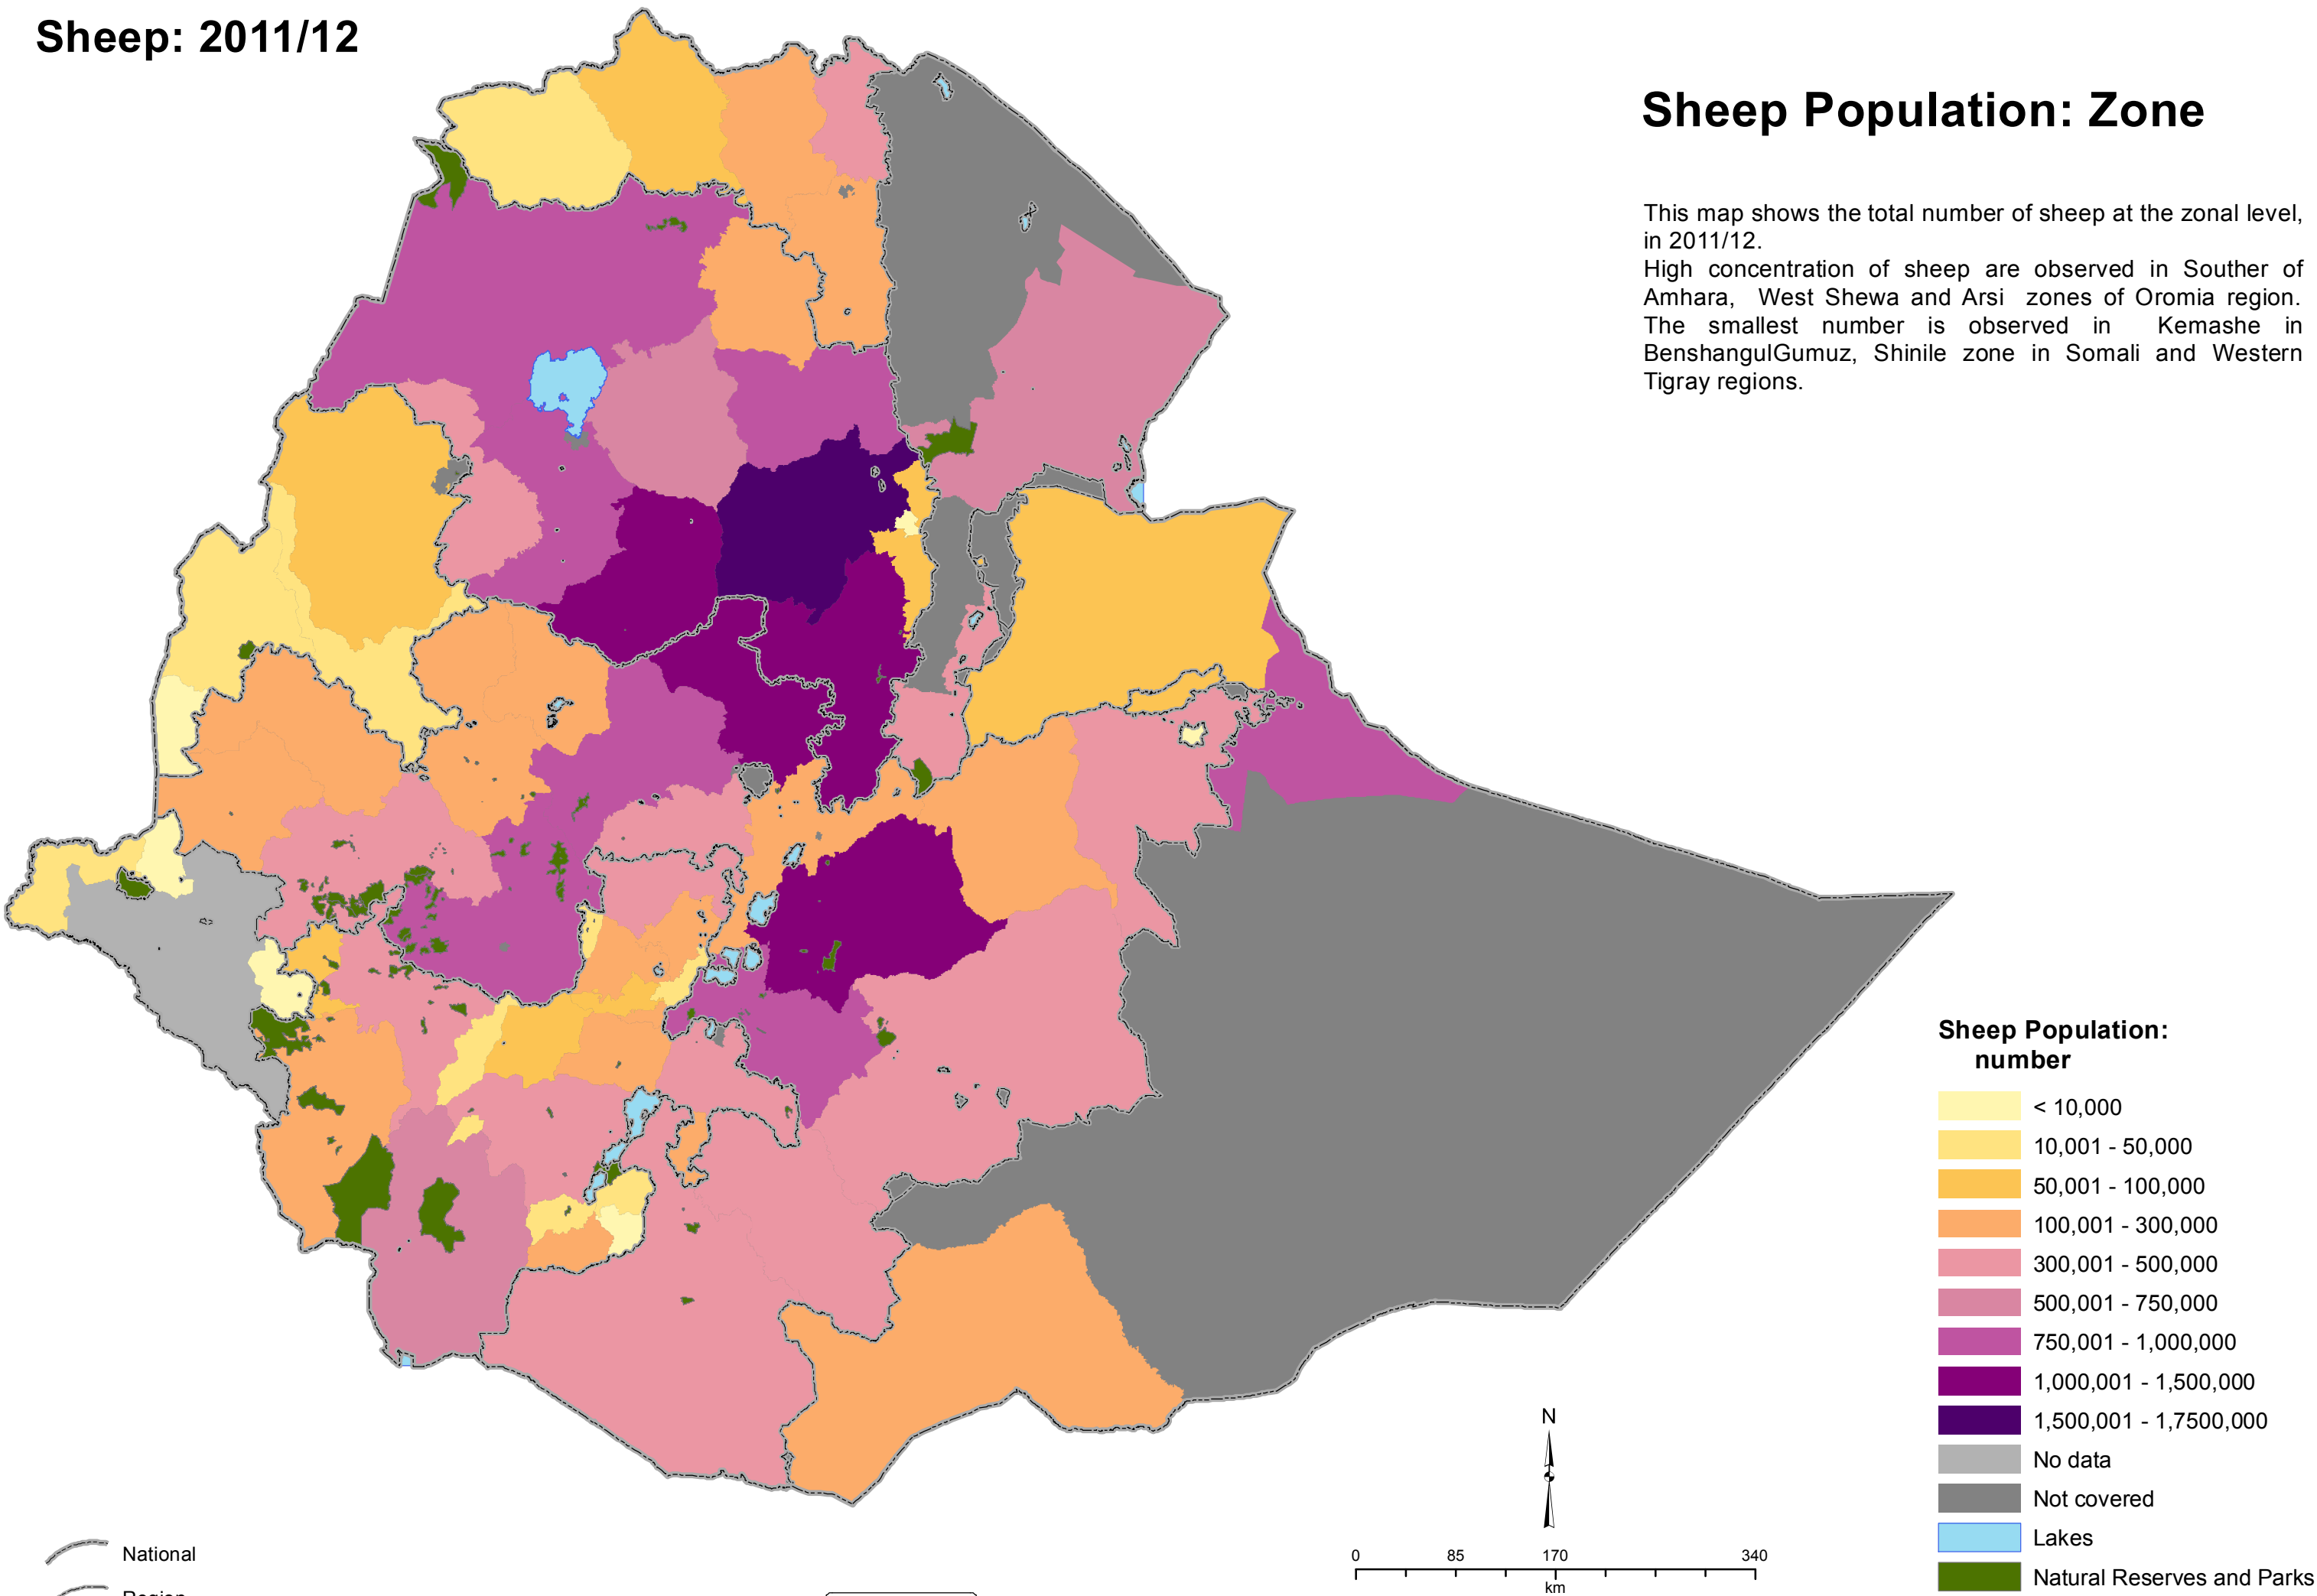 Sheep: 2011/12
Sheep Population: Zone
This map shows the total number of sheep at the zonal level,
in 2011/12.
High concentration of sheep are observed in Souther of
Amhara, West Shewa and Arsi zones of Oromia region.
The smallest number is observed in Kemashe in
BenshangulGumuz, Shinile zone in Somali and Western
Tigray regions.
Sheep Population:
number
< 10,000
10,001 - 50,000
50,001 - 100,000
100,001 - 300,000
300,001 - 500,000
500,001 - 750,000
750,001 - 1,000,000
1,000,001 - 1,500,000
1,500,001 - 1,7500,000
No data
Not covered
Lakes
Natural Reserves and Parks
N
0 85 170 340
km
National
Region